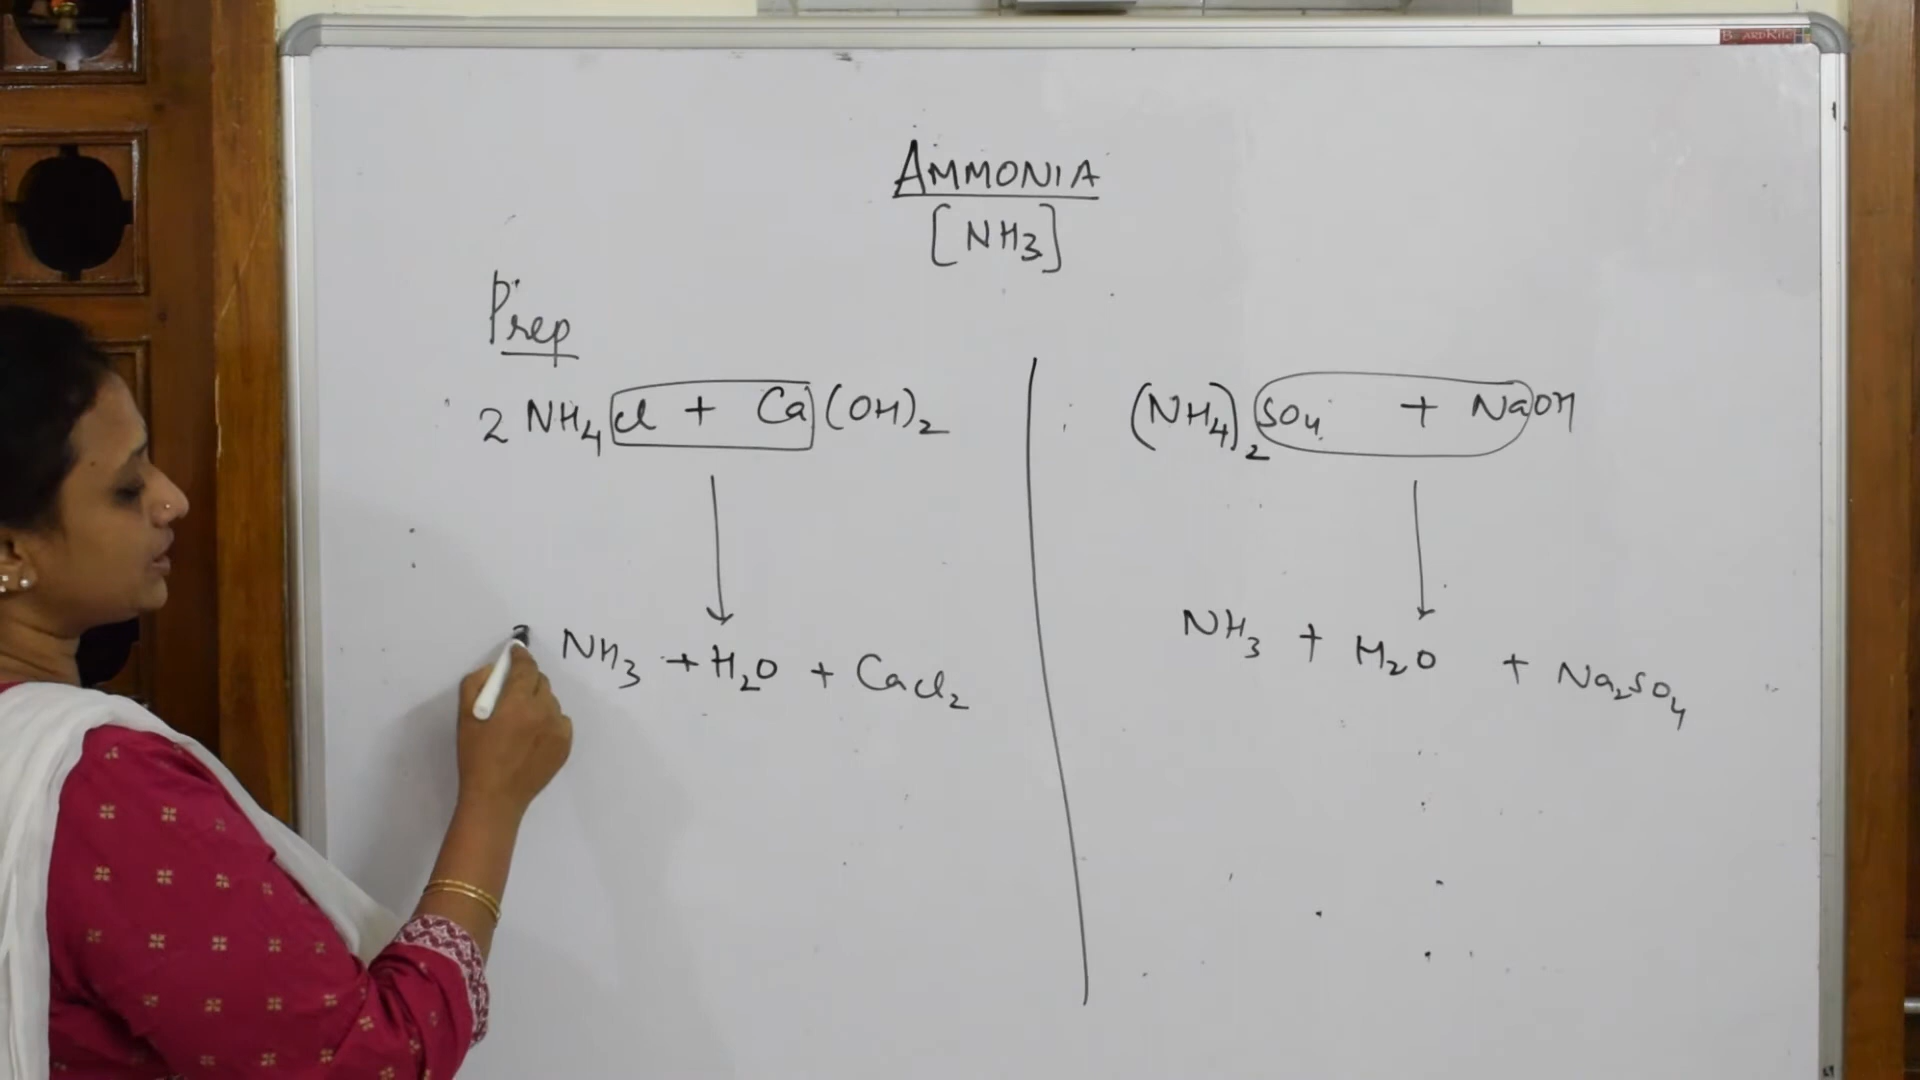 AMMONIA
[NH3]
Prep
2 NH4Cl + Ca(OH)2
NH3 + H2O + CaCl2
(NH4)2SO4 + NaOH
NH3 + H2O + Na2SO4